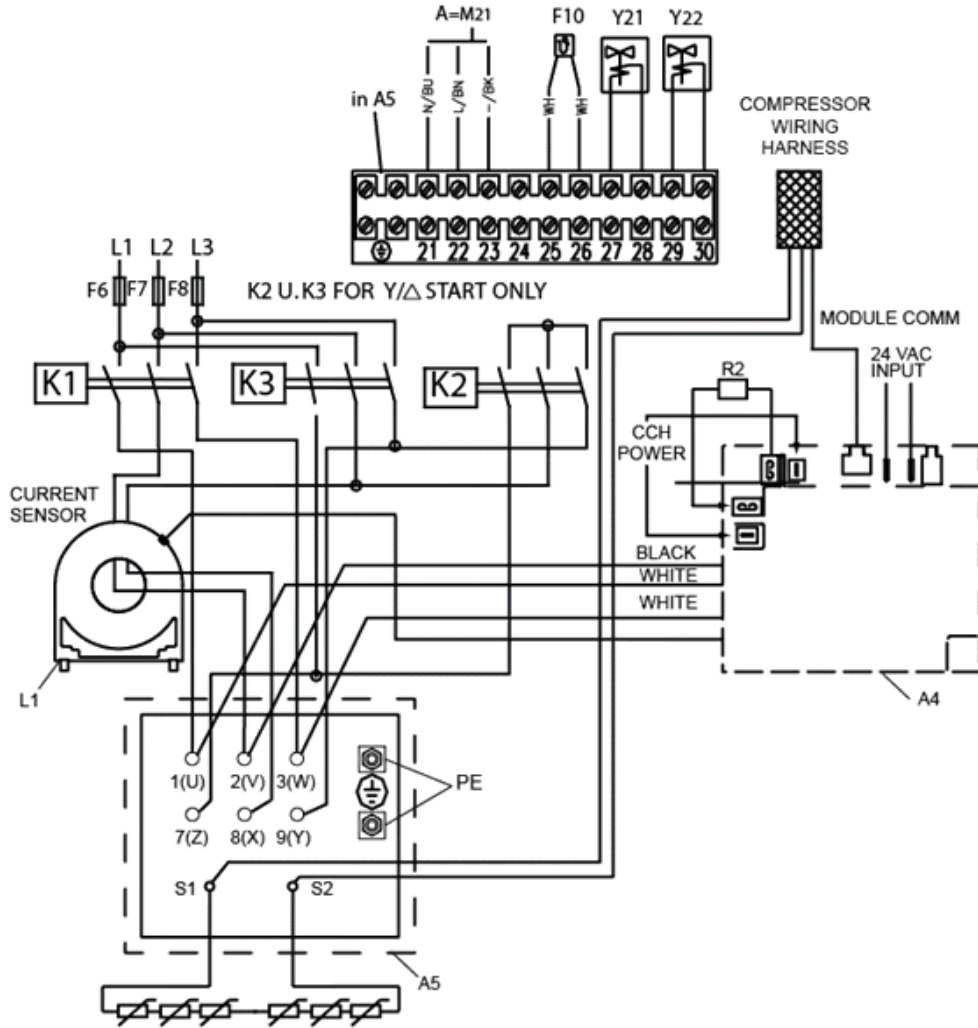 A=M21 F10 Y21 Y22
in A5
N/BU L/BN -/BK WH WH
COMPRESSOR
WIRING
HARNESS
21 22 23 24 25 26 27 28 29 30
L1 L2 L3
F6 F7 F8
K2 U.K3 FOR Y/△ START ONLY
MODULE COMM
24 VAC
INPUT
R2
K1 K3 K2
CCH
POWER
CURRENT
SENSOR
BLACK
WHITE
WHITE
L1
A4
1(U) 2(V) 3(W)
PE
7(Z) 8(X) 9(Y)
S1 S2
A5